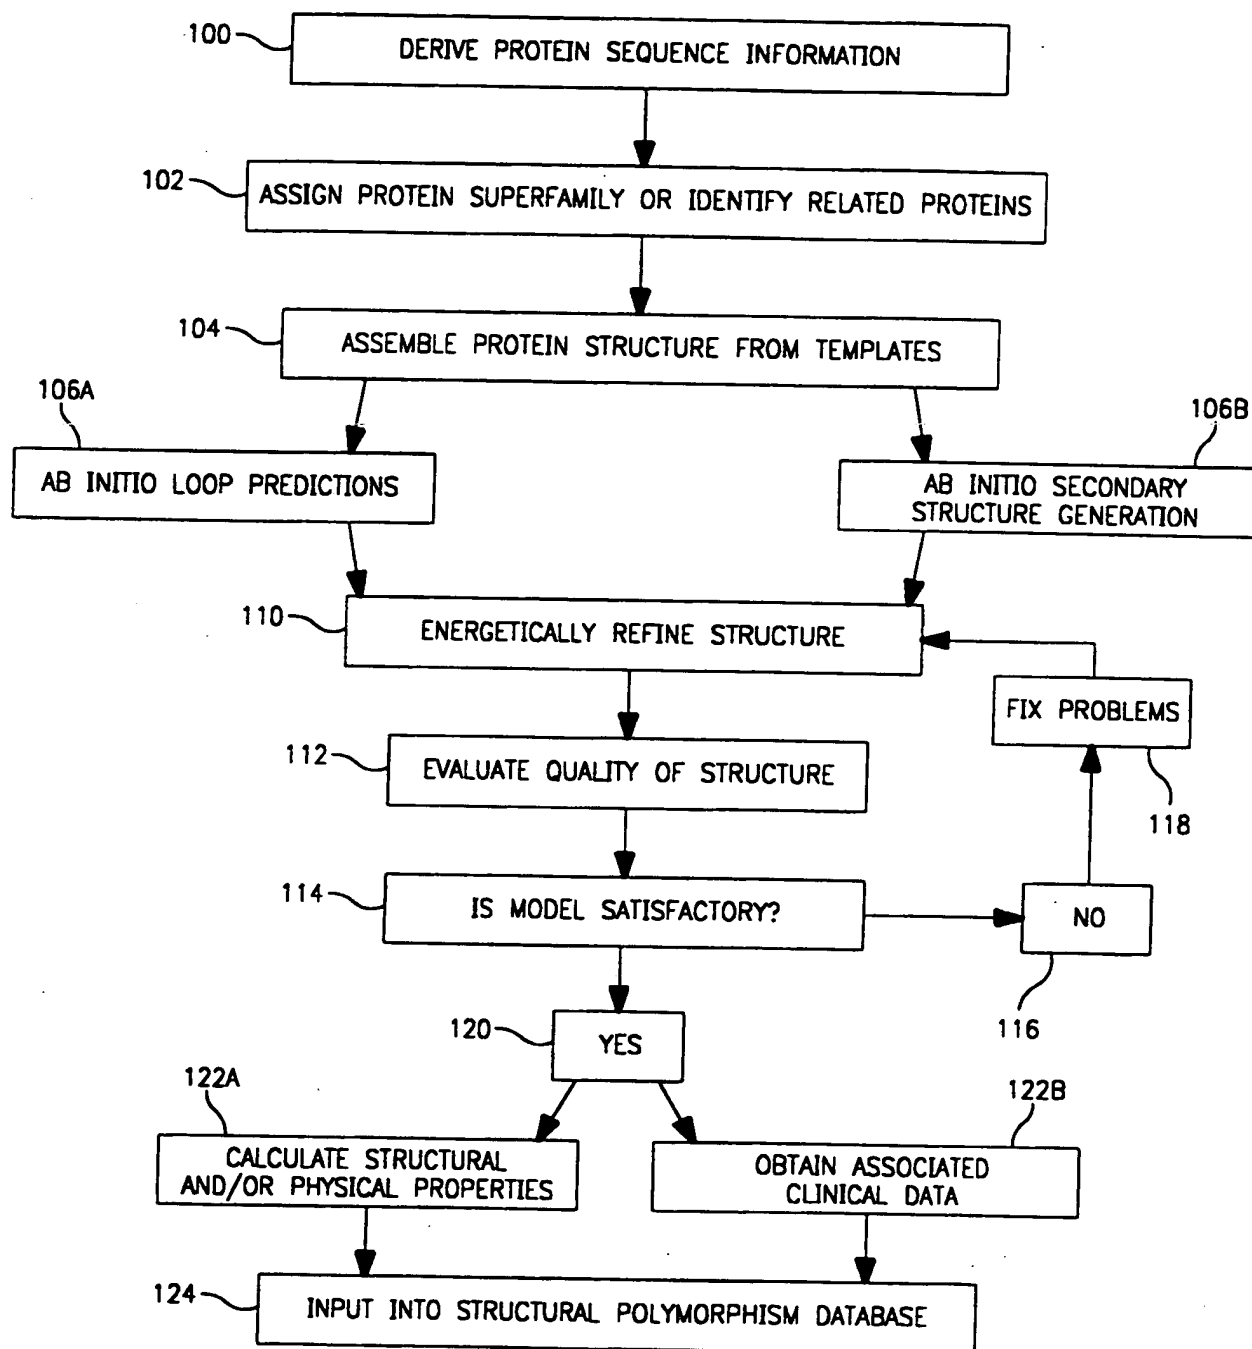 100
DERIVE PROTEIN SEQUENCE INFORMATION
102
ASSIGN PROTEIN SUPERFAMILY OR IDENTIFY RELATED PROTEINS
104
ASSEMBLE PROTEIN STRUCTURE FROM TEMPLATES
106A
106B
AB INITIO LOOP PREDICTIONS
AB INITIO SECONDARY
STRUCTURE GENERATION
110
ENERGETICALLY REFINE STRUCTURE
FIX PROBLEMS
118
112
EVALUATE QUALITY OF STRUCTURE
114
IS MODEL SATISFACTORY?
NO
116
120
YES
122A
122B
CALCULATE STRUCTURAL
AND/OR PHYSICAL PROPERTIES
OBTAIN ASSOCIATED
CLINICAL DATA
124
INPUT INTO STRUCTURAL POLYMORPHISM DATABASE